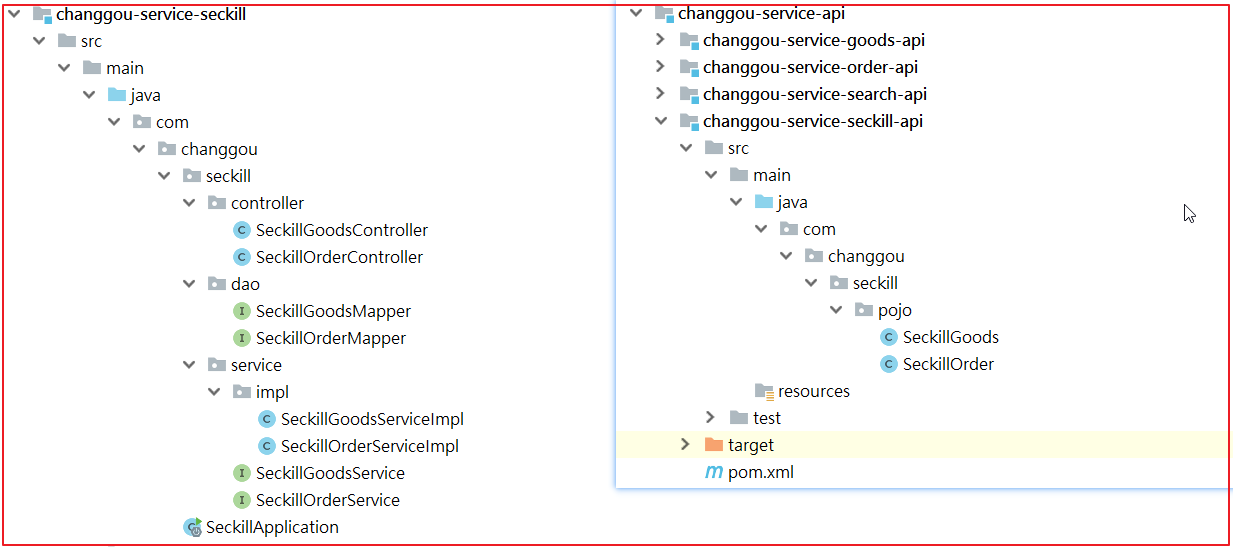 changgou-service-seckill
src
main
java
com
changgou
seckill
controller
SeckillGoodsController
SeckillOrderController
dao
SeckillGoodsMapper
SeckillOrderMapper
service
impl
SeckillGoodsServiceImpl
SeckillOrderServiceImpl
SeckillGoodsService
SeckillOrderService
SeckillApplication
changgou-service-api
changgou-service-goods-api
changgou-service-order-api
changgou-service-search-api
changgou-service-seckill-api
src
main
java
com
changgou
seckill
pojo
SeckillGoods
SeckillOrder
resources
test
target
pom.xml